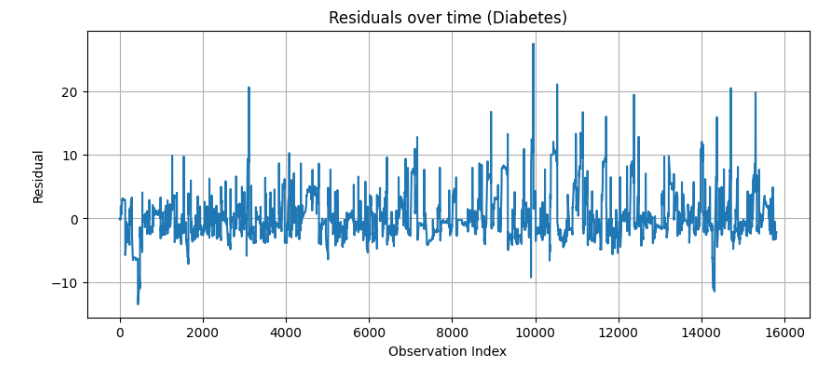 Residuals over time (Diabetes)
Residual
20
10
0
−10
0 2000 4000 6000 8000 10000 12000 14000 16000
Observation Index